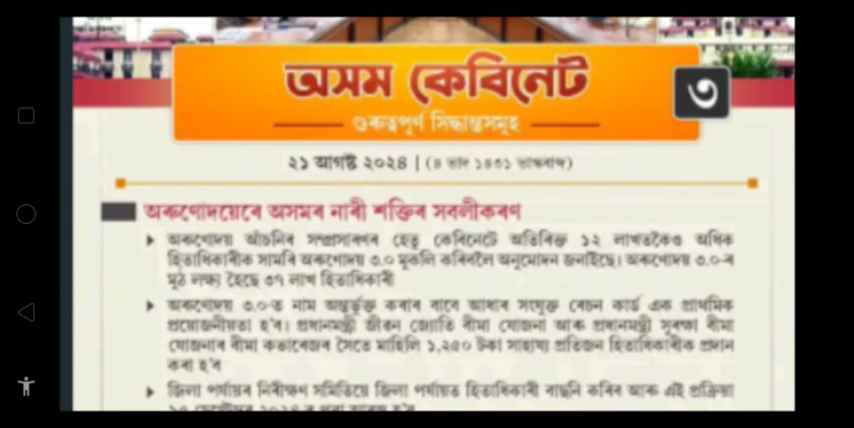 অসম কেবিনেট
৩
গুৰুত্বপূৰ্ণ সিদ্ধান্তসমূহ
২১ আগষ্ট ২০২৪ | (৪ ভাদ ১৪৩১ ভাস্কৰাব্দ)
অৰুণোদয়েৰে অসমৰ নাৰী শক্তিৰ সবলীকৰণ
অৰুণোদয় আঁচনিৰ সম্প্ৰসাৰণৰ হেতু কেবিনেটে অতিৰিক্ত ১২ লাখতকৈও অধিক
হিতাধিকাৰীক সামৰি অৰুণোদয় ৩.০ মুকলি কৰিবলৈ অনুমোদন জনাইছে। অৰুণোদয় ৩.০-ৰ
মুঠ লক্ষ্য হৈছে ৩৭ লাখ হিতাধিকাৰী
অৰুণোদয় ৩.০-ত নাম অন্তৰ্ভুক্ত কৰাৰ বাবে আধাৰ সংযুক্ত ৰেচন কাৰ্ড এক প্ৰাথমিক
প্ৰয়োজনীয়তা হ'ব। প্ৰধানমন্ত্ৰী জীৱন জ্যোতি বীমা যোজনা আৰু প্ৰধানমন্ত্ৰী সুৰক্ষা বীমা
যোজনাৰ বীমা কভাৰেজৰ সৈতে মাহিলি ১,২৫০ টকা সাহায্য প্ৰতিজন হিতাধিকাৰীক প্ৰদান
কৰা হ'ব
জিলা পৰ্যায়ৰ নিৰীক্ষণ সমিতিয়ে জিলা পৰ্যায়ত হিতাধিকাৰী বাছনি কৰিব আৰু এই প্ৰক্ৰিয়া